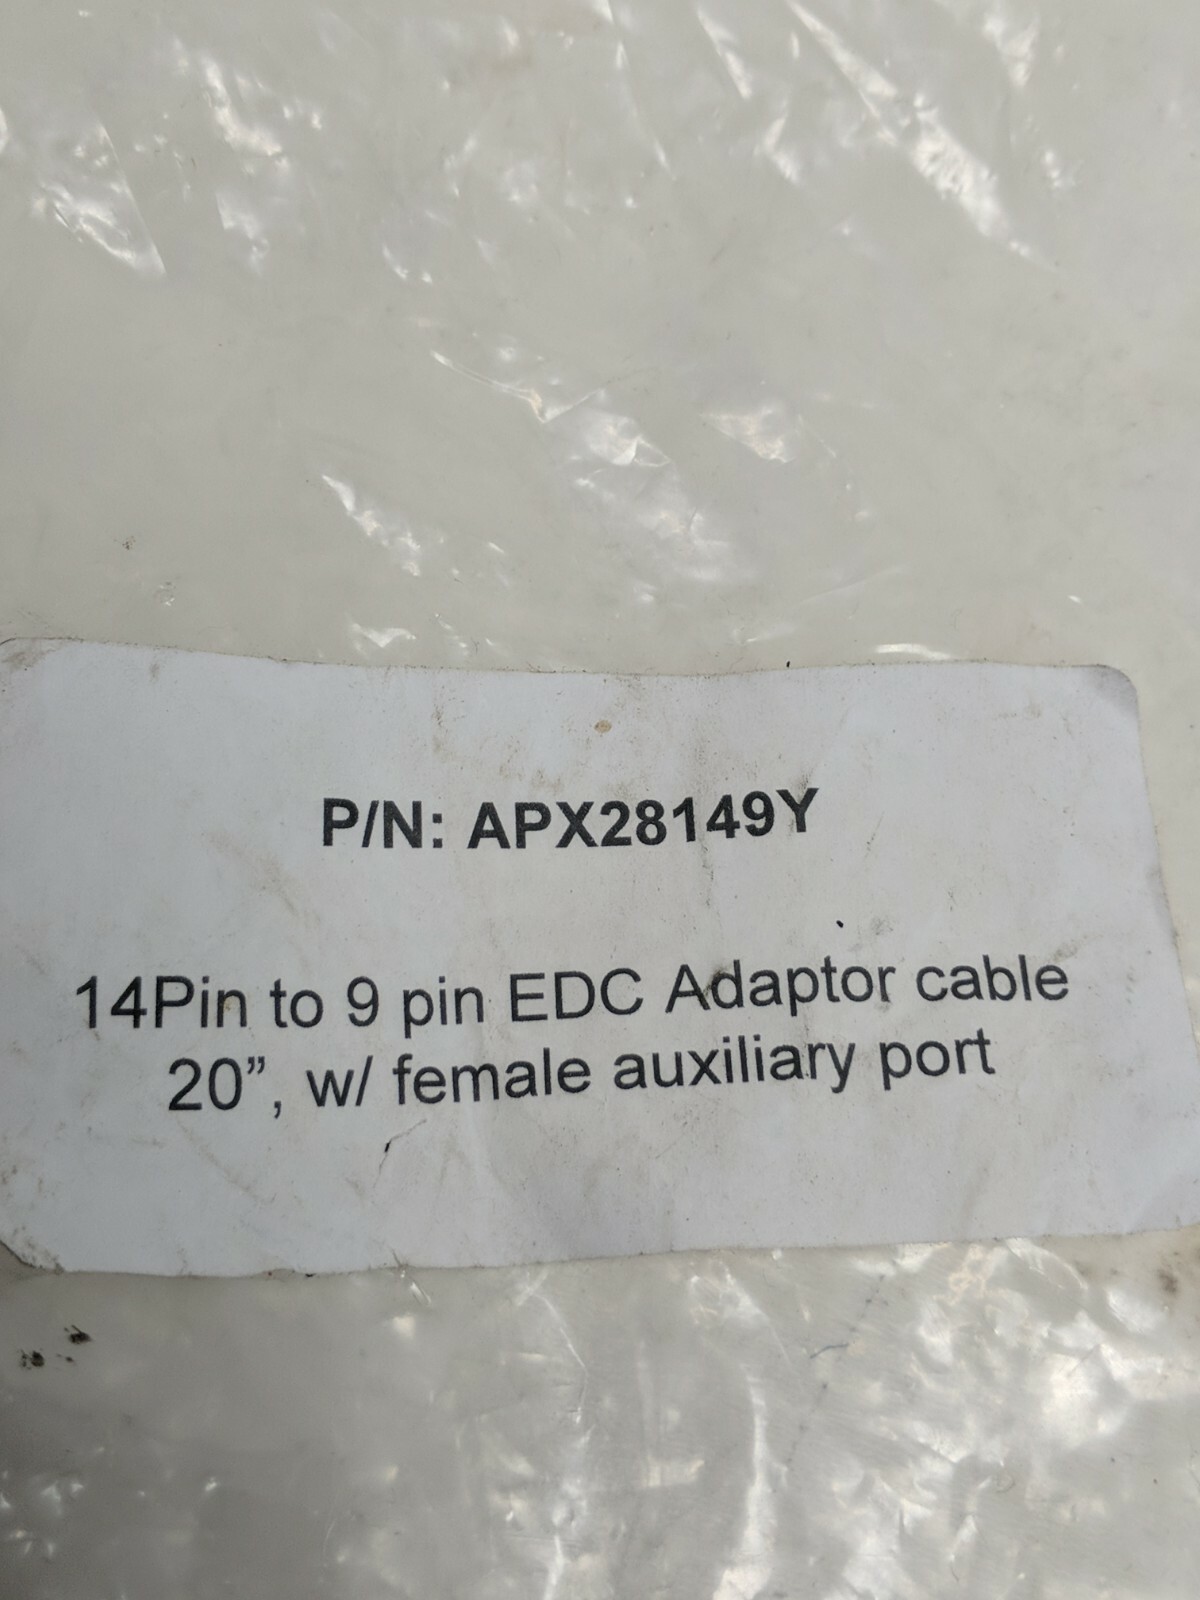 P/N: APX28149Y
14Pin to 9 pin EDC Adaptor cable
20”, w/ female auxiliary port